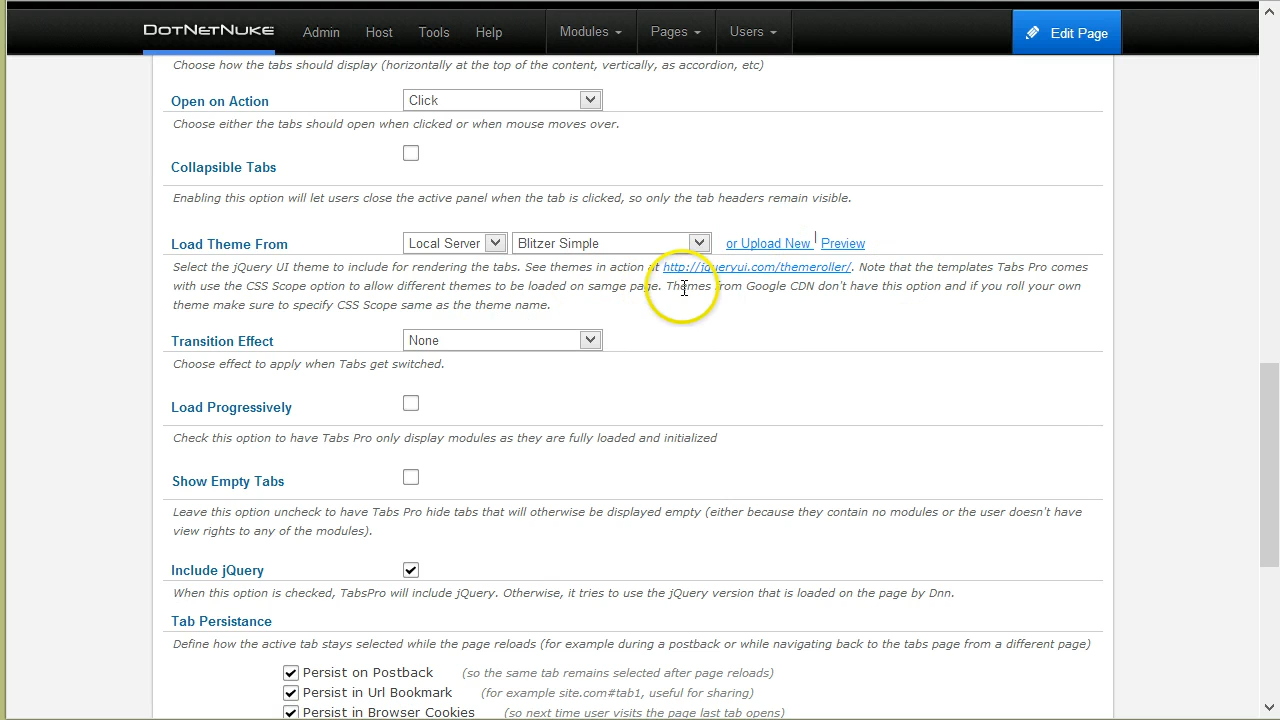 DotNetNuke Admin Host Tools Help Modules Pages Users Edit Page
Choose how the tabs should display (horizontally at the top of the content, vertically, as accordion, etc)
Open on Action Click
Choose either the tabs should open when clicked or when mouse moves over.
Collapsible Tabs
Enabling this option will let users close the active panel when the tab is clicked, so only the tab headers remain visible.
Load Theme From Local Server Blitzer Simple or Upload New | Preview
Select the jQuery UI theme to include for rendering the tabs. See themes in action at http://jqueryui.com/themeroller/. Note that the templates Tabs Pro comes
with use the CSS Scope option to allow different themes to be loaded on samge page. Themes from Google CDN don't have this option and if you roll your own
theme make sure to specify CSS Scope same as the theme name.
Transition Effect None
Choose effect to apply when Tabs get switched.
Load Progressively
Check this option to have Tabs Pro only display modules as they are fully loaded and initialized
Show Empty Tabs
Leave this option uncheck to have Tabs Pro hide tabs that will otherwise be displayed empty (either because they contain no modules or the user doesn't have
view rights to any of the modules).
Include jQuery
When this option is checked, TabsPro will include jQuery. Otherwise, it tries to use the jQuery version that is loaded on the page by Dnn.
Tab Persistance
Define how the active tab stays selected while the page reloads (for example during a postback or while navigating back to the tabs page from a different page)
Persist on Postback (so the same tab remains selected after page reloads)
Persist in Url Bookmark (for example site.com#tab1, useful for sharing)
Persist in Browser Cookies (so next time user visits the page last tab opens)